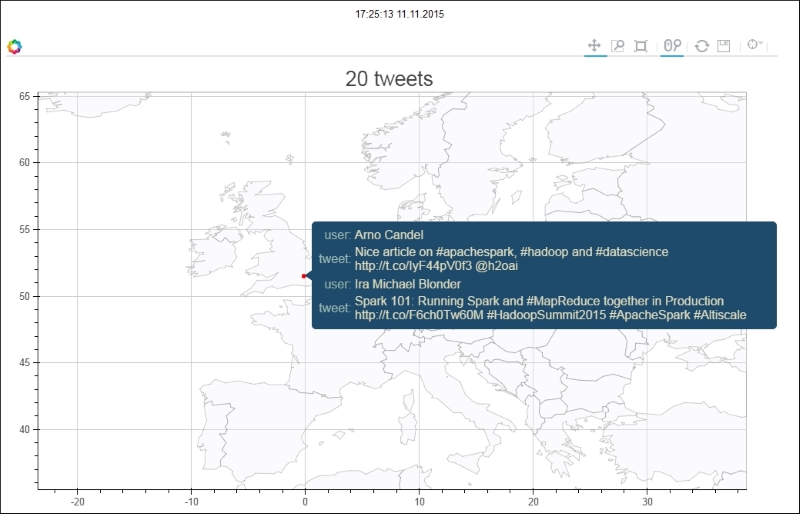 17:25:13 11.11.2015
20 tweets
65
60
55
50
45
40
user: Arno Candel
tweet: Nice article on #apachespark, #hadoop and #datascience
http://t.co/IyF44pV0f3 @h2oai
user: Ira Michael Blonder
tweet: Spark 101: Running Spark and #MapReduce together in Production
http://t.co/F6ch0Tw60M #HadoopSummit2015 #ApacheSpark #Altiscale
-20
-10
0
10
20
30